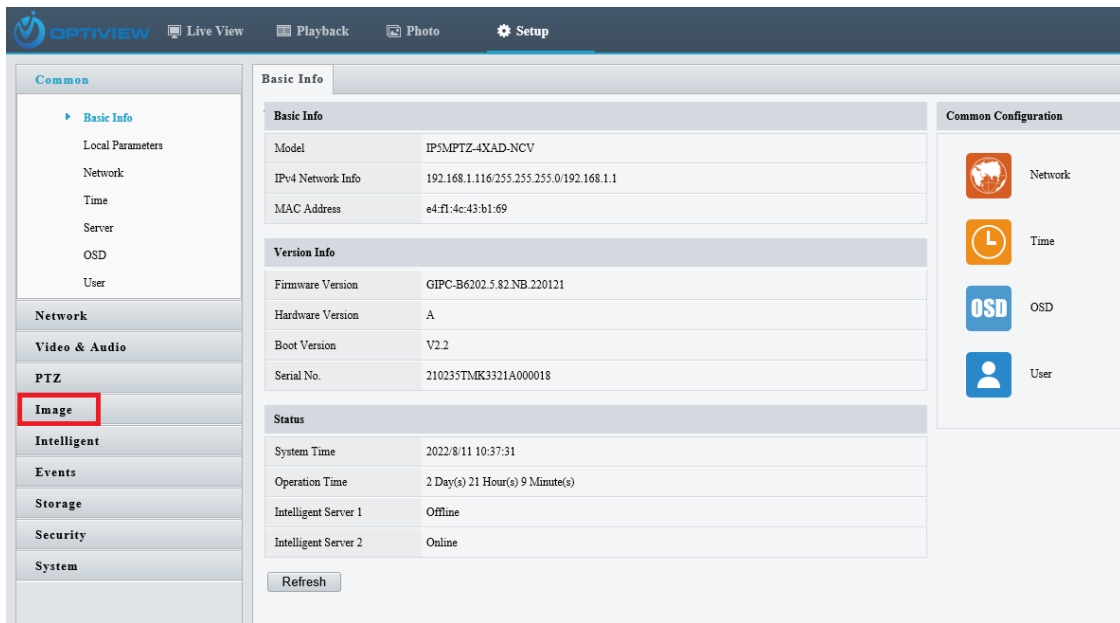 OPTIVIEW Live View Playback Photo Setup
Common
Basic Info
Local Parameters
Network
Time
Server
OSD
User
Network
Video & Audio
PTZ
Image
Intelligent
Events
Storage
Security
System
Basic Info
Basic Info
Model IP5MPTZ-4XAD-NCV
IPv4 Network Info 192.168.1.116/255.255.255.0/192.168.1.1
MAC Address e4:f1:4c:43:b1:69
Version Info
Firmware Version GIPC-B6202.5.82.NB.220121
Hardware Version A
Boot Version V2.2
Serial No. 210235TMK3321A000018
Status
System Time 2022/8/11 10:37:31
Operation Time 2 Day(s) 21 Hour(s) 9 Minute(s)
Intelligent Server 1 Offline
Intelligent Server 2 Online
Refresh
Common Configuration
Network
Time
OSD OSD
User